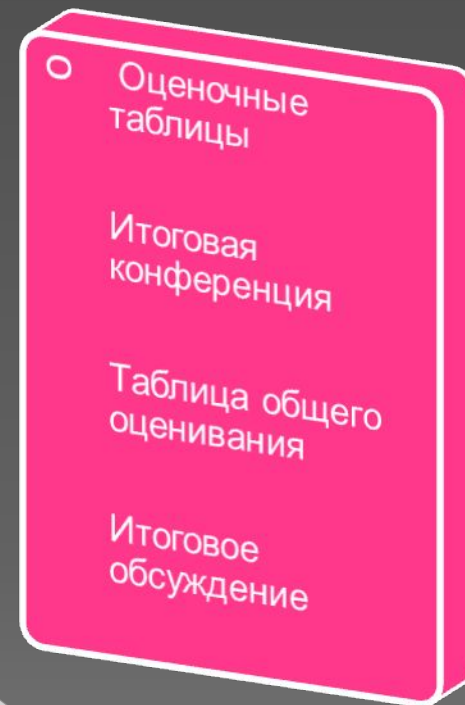 О Оценочные
таблицы
Итоговая
конференция
Таблица общего
оценивания
Итоговое
обсуждение